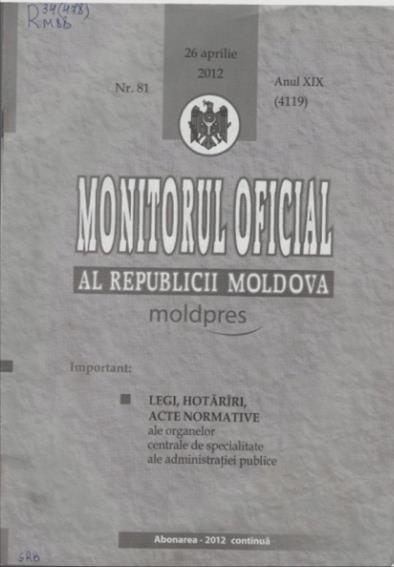 R 34(478)
M88
26 aprilie
2012
Nr. 81
Anul XIX
(4119)
MONITORUL OFICIAL
AL REPUBLICII MOLDOVA
moldpres
Important:
LEGI, HOTĂRÎRI,
ACTE NORMATIVE
ale organelor
centrale de specialitate
ale administrației publice
Abonarea - 2012 continuă
SRB